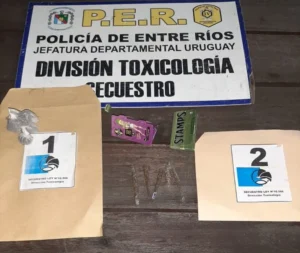 P.E.R.
POLICÍA DE ENTRE RÍOS
JEFATURA DEPARTAMENTAL URUGUAY
DIVISIÓN TOXICOLOGÍA
SECUESTRO
STAMPS
1
2